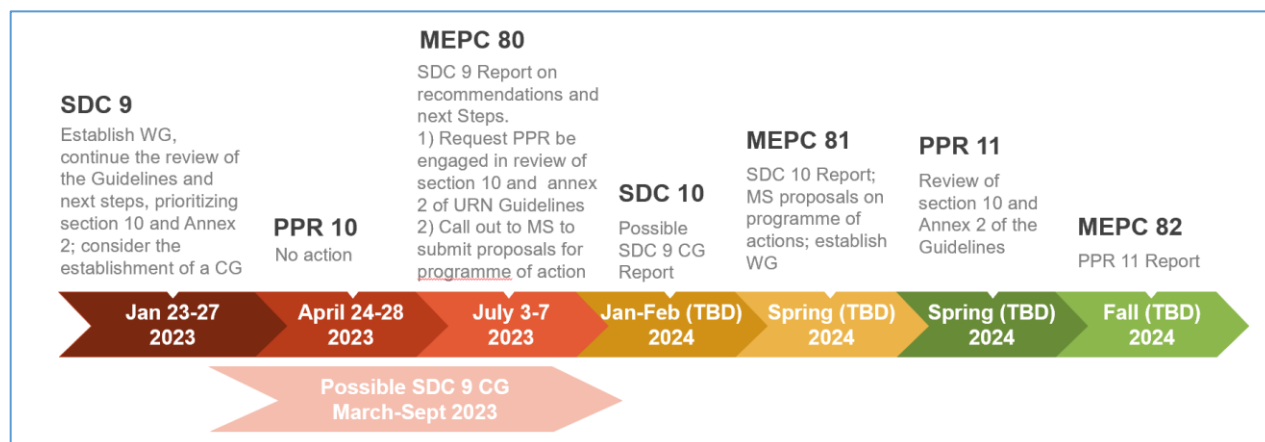 SDC 9
Establish WG,
continue the review of
the Guidelines and
next steps, prioritizing
section 10 and Annex
2; consider the
establishment of a CG
PPR 10
No action
MEPC 80
SDC 9 Report on
recommendations and
next Steps.
1) Request PPR be
engaged in review of
section 10 and annex
2 of URN Guidelines
2) Call out to MS to
submit proposals for
programme of action
SDC 10
Possible
SDC 9 CG
Report
MEPC 81
SDC 10 Report;
MS proposals on
programme of
actions; establish
WG
PPR 11
Review of
section 10 and
Annex 2 of the
Guidelines
MEPC 82
PPR 11 Report
Jan 23-27
2023
April 24-28
2023
July 3-7
2023
Jan-Feb (TBD)
2024
Spring (TBD)
2024
Spring (TBD)
2024
Fall (TBD)
2024
Possible SDC 9 CG
March-Sept 2023